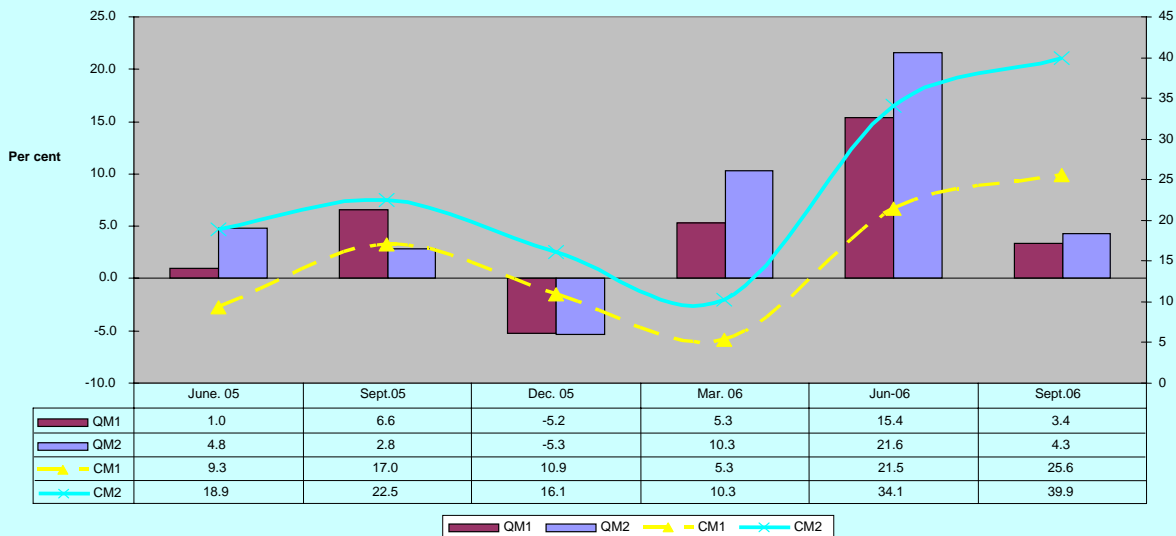 25.0
20.0
15.0
10.0
5.0
0.0
-5.0
-10.0
Per cent
45
40
35
30
25
20
15
10
5
0
June. 05 Sept.05 Dec. 05 Mar. 06 Jun-06 Sept.06
QM1 1.0 6.6 -5.2 5.3 15.4 3.4
QM2 4.8 2.8 -5.3 10.3 21.6 4.3
CM1 9.3 17.0 10.9 5.3 21.5 25.6
CM2 18.9 22.5 16.1 10.3 34.1 39.9
QM1 QM2 CM1 CM2